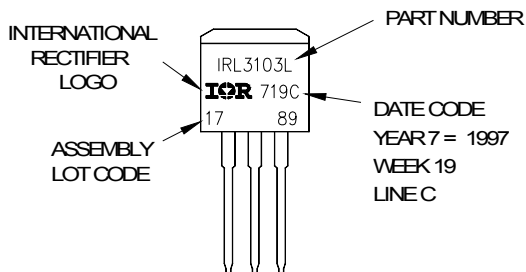 PART NUMBER
INTERNATIONAL
RECTIFIER
LOGO
IRL3103L
IOR 719C
17 89
DATE CODE
YEAR 7 = 1997
WEEK 19
LINE C
ASSEMBLY
LOT CODE